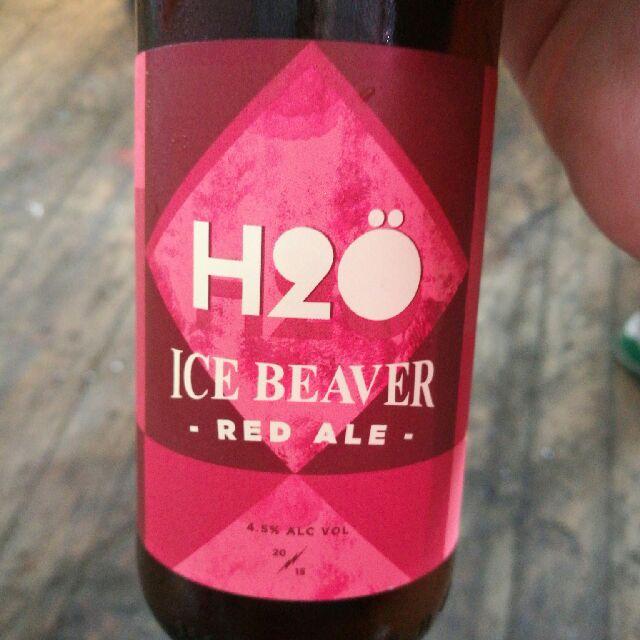 H2Ö
ICE BEAVER
- RED ALE -
4.5% ALC VOL
20
15